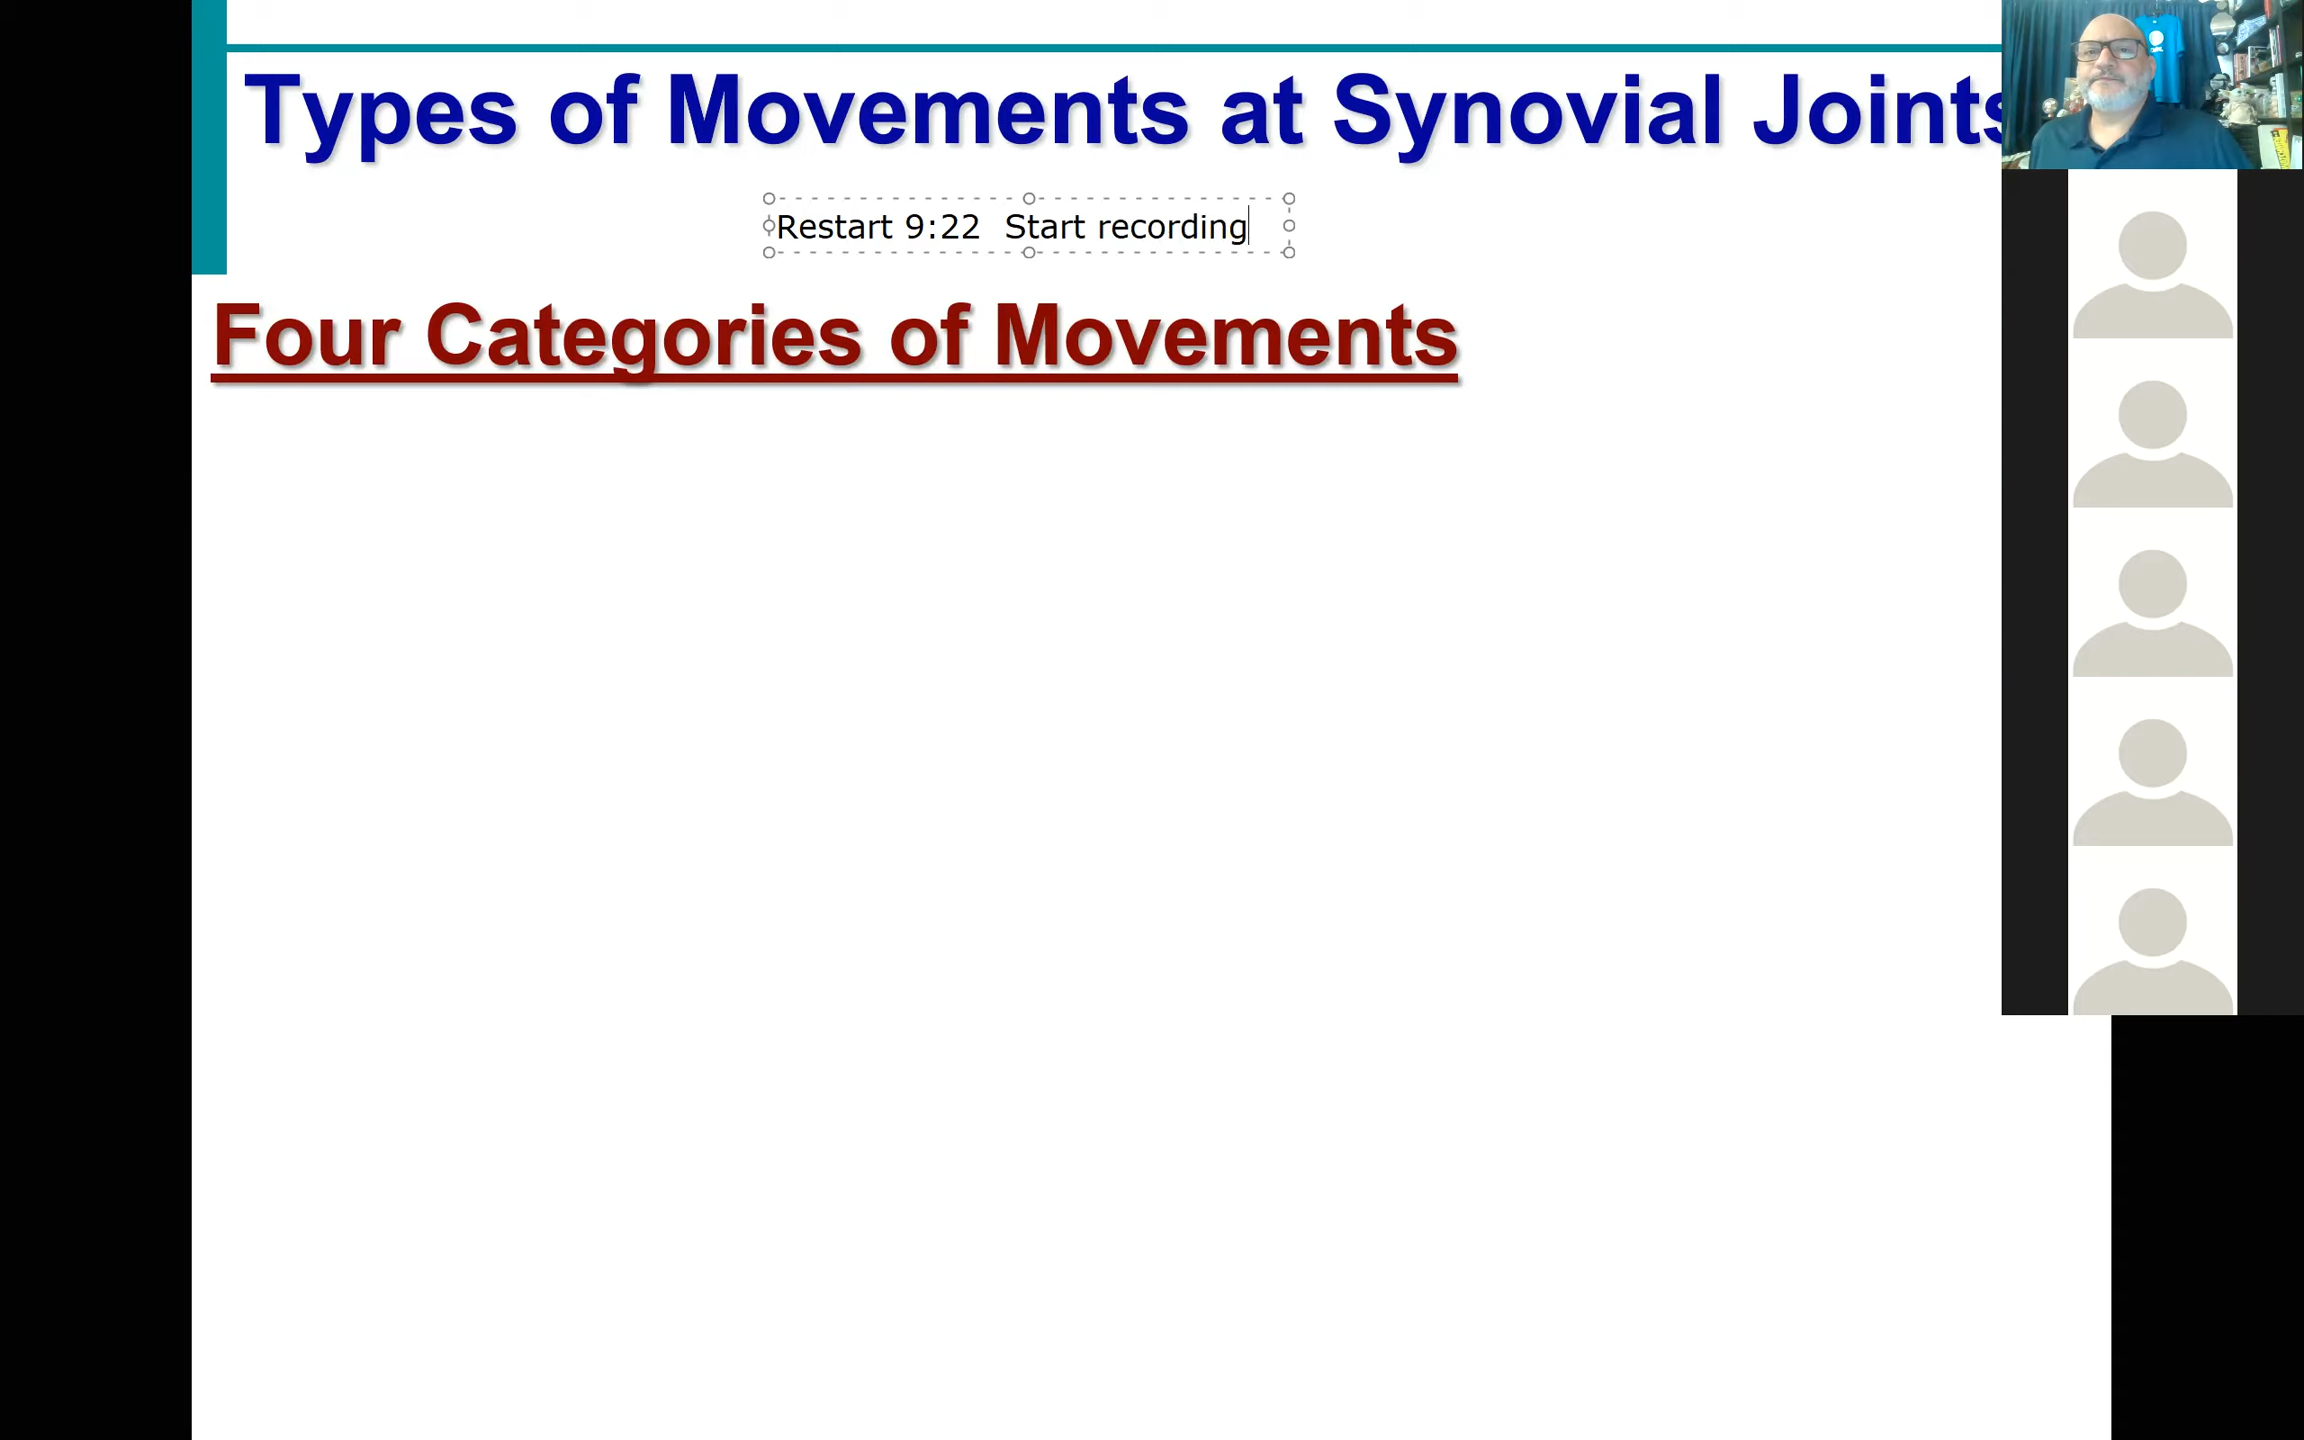 Types of Movements at Synovial Joints
Restart 9:22  Start recording
Four Categories of Movements